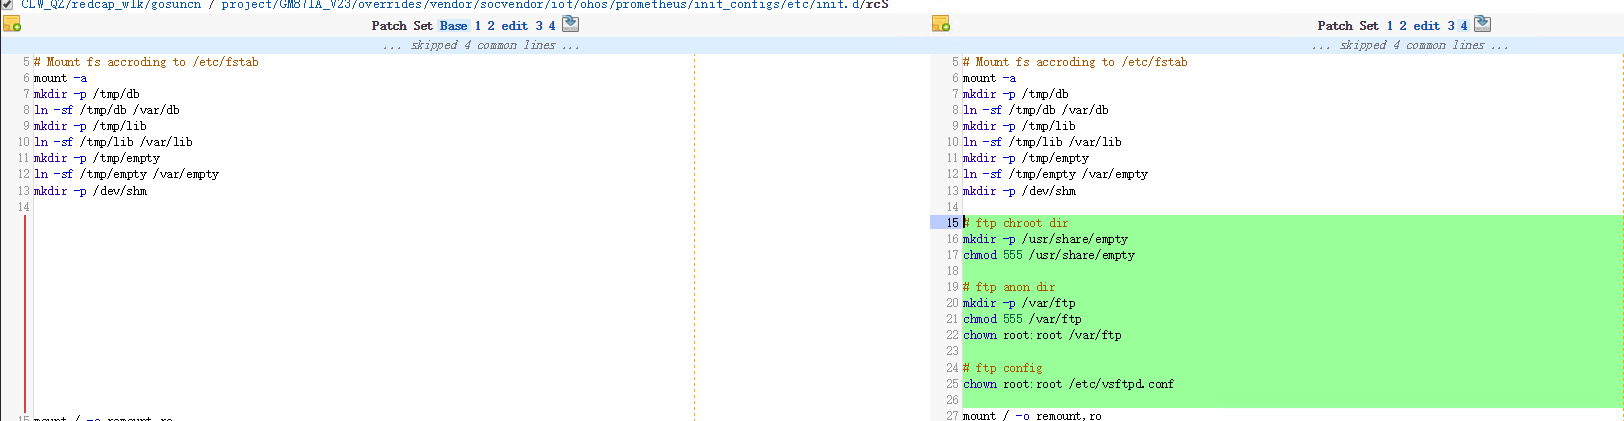 CLW_QZ/redcap_w1k/gosuncn / project/GM871A_V23/overrides/vendor/socvendor/iot/ohos/prometheus/init_configs/etc/init.d/rcS
Patch Set Base 1 2 edit 3 4
... skipped 4 common lines ...
5 # Mount fs accroding to /etc/fstab
6 mount -a
7 mkdir -p /tmp/db
8 ln -sf /tmp/db /var/db
9 mkdir -p /tmp/lib
10 ln -sf /tmp/lib /var/lib
11 mkdir -p /tmp/empty
12 ln -sf /tmp/empty /var/empty
13 mkdir -p /dev/shm
14
15 mount / -o remount,ro
Patch Set 1 2 edit 3 4
... skipped 4 common lines ...
5 # Mount fs accroding to /etc/fstab
6 mount -a
7 mkdir -p /tmp/db
8 ln -sf /tmp/db /var/db
9 mkdir -p /tmp/lib
10 ln -sf /tmp/lib /var/lib
11 mkdir -p /tmp/empty
12 ln -sf /tmp/empty /var/empty
13 mkdir -p /dev/shm
14
15 # ftp chroot dir
16 mkdir -p /usr/share/empty
17 chmod 555 /usr/share/empty
18
19 # ftp anon dir
20 mkdir -p /var/ftp
21 chmod 555 /var/ftp
22 chown root:root /var/ftp
23
24 # ftp config
25 chown root:root /etc/vsftpd.conf
26
27 mount / -o remount,ro